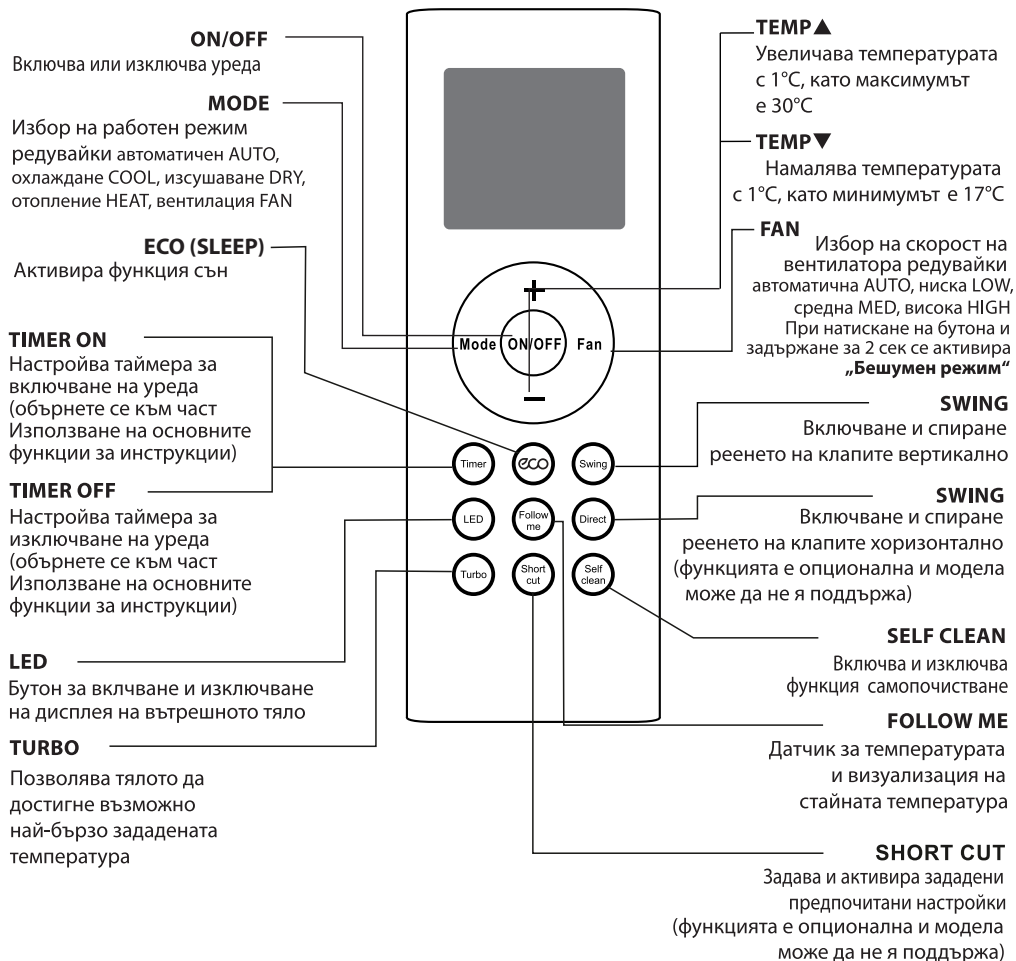 ON/OFF
Включва или изключва уреда
MODE
Избор на работен режим
редувайки автоматичен AUTO,
охлаждане COOL, изсушаване DRY,
отопление HEAT, вентилация FAN
ECO (SLEEP)
Активира функция сън
TIMER ON
Настройва таймера за
включване на уреда
(обърнете се към част
Използване на основните
функции за инструкции)
TIMER OFF
Настройва таймера за
изключване на уреда
(обърнете се към част
Използване на основните
функции за инструкции)
LED
Бутон за вклчване и изключване
на дисплея на вътрешното тяло
TURBO
Позволява тялото да
достигне възможно
най-бързо зададената
температура
+
Mode ON/OFF Fan
−
Timer eco Swing
LED Follow me Direct
Turbo Short cut Self clean
TEMP▲
Увеличава температурата
с 1°C, като максимумът
е 30°C
TEMP▼
Намалява температурата
с 1°C, като минимумът е 17°C
FAN
Избор на скорост на
вентилатора редувайки
автоматична AUTO, ниска LOW,
средна MED, висока HIGH
При натискане на бутона и
задържане за 2 сек се активира
„Бешумен режим“
SWING
Включване и спиране
реенето на клапите вертикално
SWING
Включване и спиране
реенето на клапите хоризонтално
(функцията е опционална и модела
може да не я поддържа)
SELF CLEAN
Включва и изключва
функция самопочистване
FOLLOW ME
Датчик за температурата
и визуализация на
стайната температура
SHORT CUT
Задава и активира зададени
предпочитани настройки
(функцията е опционална и модела
може да не я поддържа)